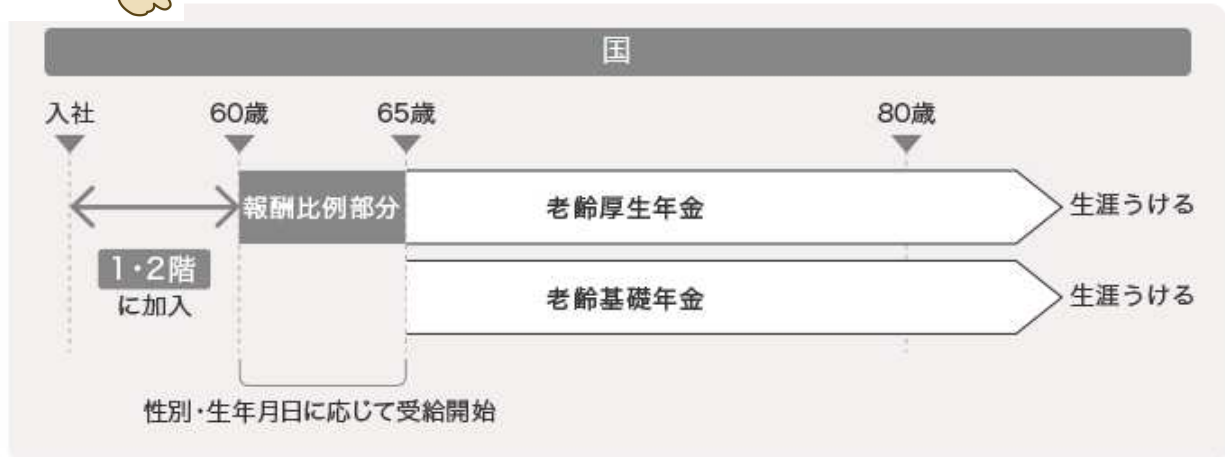 国
入社
60歳
65歳
80歳
報酬比例部分
老齢厚生年金
生涯うける
1・2階
に加入
老齢基礎年金
生涯うける
性別・生年月日に応じて受給開始